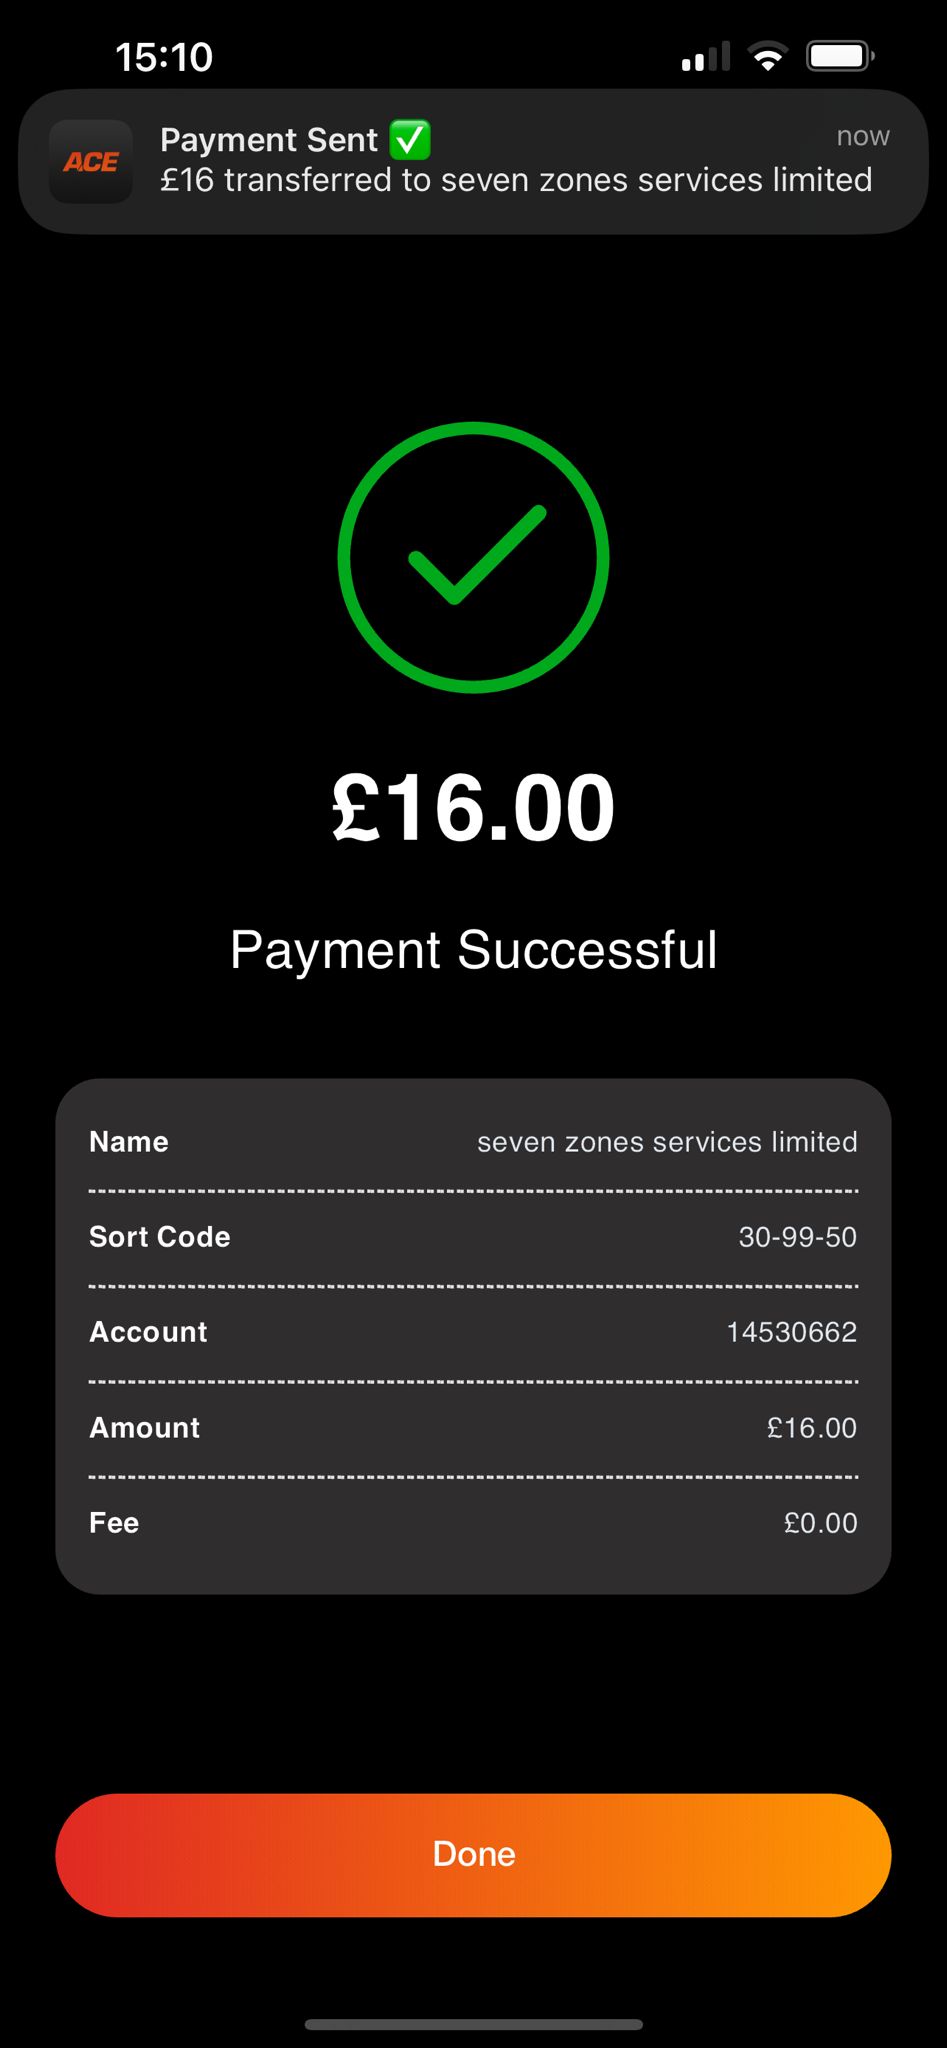 15:10
ACE
Payment Sent ✅
now
£16 transferred to seven zones services limited
£16.00
Payment Successful
Name seven zones services limited
Sort Code 30-99-50
Account 14530662
Amount £16.00
Fee £0.00
Done